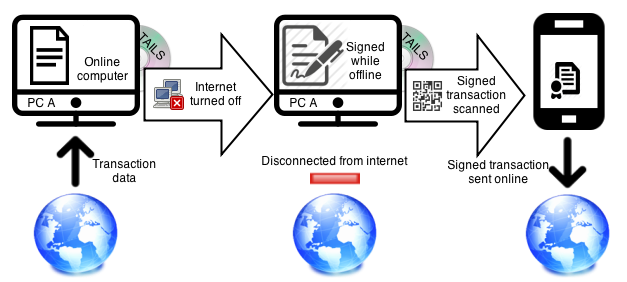 TAILS
Online
computer
PC A
Internet
turned off
TAILS
Signed
while
offline
PC A
Signed
transaction
scanned
Transaction
data
Disconnected from internet
Signed transaction
sent online